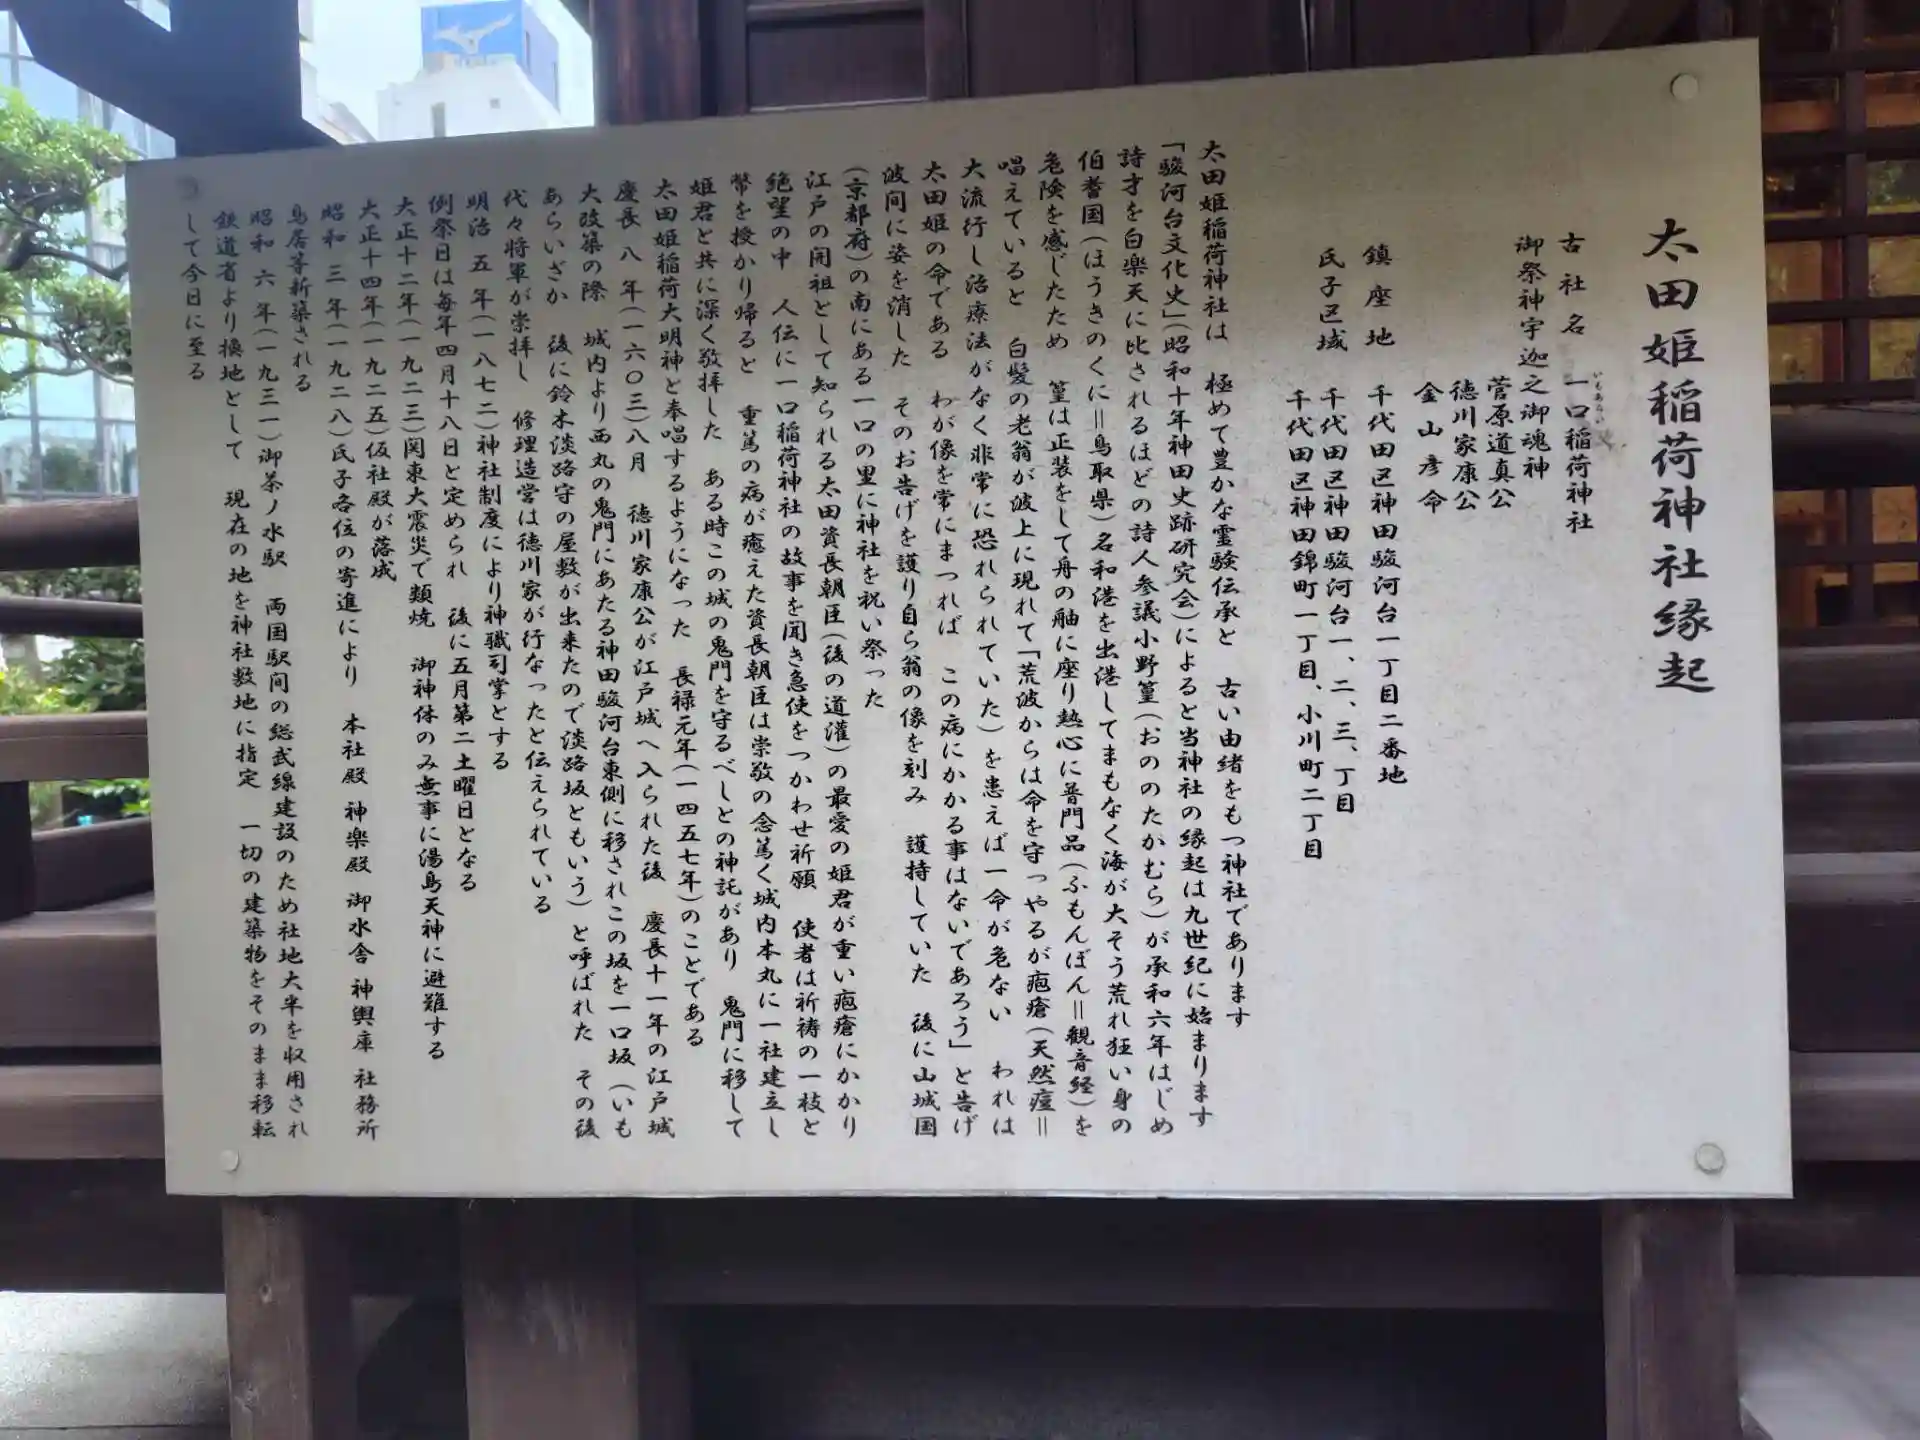 太田姫稲荷神社縁起
古社名　一口稲荷神社
いもあらい
御祭神宇迦之御魂神
菅原道真公
徳川家康公
金山彦命
鎮座地　千代田区神田駿河台一丁目二番地
氏子区域　千代田区神田駿河台一、二、三、丁目
千代田区神田錦町一丁目、小川町二丁目
太田姫稲荷神社は　極めて豊かな霊験伝承と　古い由緒をもつ神社であります
「駿河台文化史」(昭和十年神田史跡研究会)によると当神社の縁起は九世紀に始まります
詩才を白楽天に比されるほどの詩人参議小野篁(おののたかむら)が承和六年はじめ
伯耆国(ほうきのくに＝鳥取県)名和港を出港してまもなく海が大そう荒れ狂い身の
危険を感じたため　篁は正装をして舟の舳に座り熱心に普門品(ふもんぼん＝観音経)を
唱えていると　白髪の老翁が波上に現れて「荒波からは命を守ってやるが疱瘡(天然痘＝
大流行し治療法がなく非常に恐れられていた)を患えば一命が危ない　われは
太田姫の命である　わが像を常にまつれば　この病にかかる事はないであろう」と告げ
波間に姿を消した　そのお告げを護り自ら翁の像を刻み　護持していた　後に山城国
(京都府)の南にある一口の里に神社を祝い祭った
江戸の開祖として知られる太田資長朝臣(後の道灌)の最愛の姫君が重い疱瘡にかかり
絶望の中　人伝に一口稲荷神社の故事を聞き急使をつかわせ祈願　使者は祈祷の一枝と
幣を授かり帰ると　重篤の病が癒えた資長朝臣は崇敬の念篤く城内本丸に一社建立し
姫君と共に深く敬拝した　ある時この城の鬼門を守るべしとの神託があり　鬼門に移して
太田姫稲荷大明神と奉唱するようになった　長禄元年(一四五七年)のことである
慶長　八　年(一六〇三)八月　徳川家康公が江戸城へ入られた後　慶長十一年の江戸城
大改築の際　城内より西丸の鬼門にあたる神田駿河台東側に移されこの坂を一口坂(いも
あらいざか　後に鈴木淡路守の屋敷が出来たので淡路坂ともいう)と呼ばれた　その後
代々将軍が崇拝し　修理造営は徳川家が行なったと伝えられている
明治　五　年(一八七二)神社制度により神職司掌とする
例祭日は毎年四月十八日と定められ　後に五月第二土曜日となる
大正十二年(一九二三)関東大震災で類焼　御神体のみ無事に湯島天神に避難する
大正十四年(一九二五)仮社殿が落成
昭和　三　年(一九二八)氏子各位の寄進により　本社殿　神楽殿　御水舎　神輿庫　社務所
鳥居等新築される
昭和　六　年(一九三一)御茶ノ水駅　両国駅間の総武線建設のため社地大半を収用され
鉄道省より換地として　現在の地を神社敷地に指定　一切の建築物をそのまま移転
して今日に至る